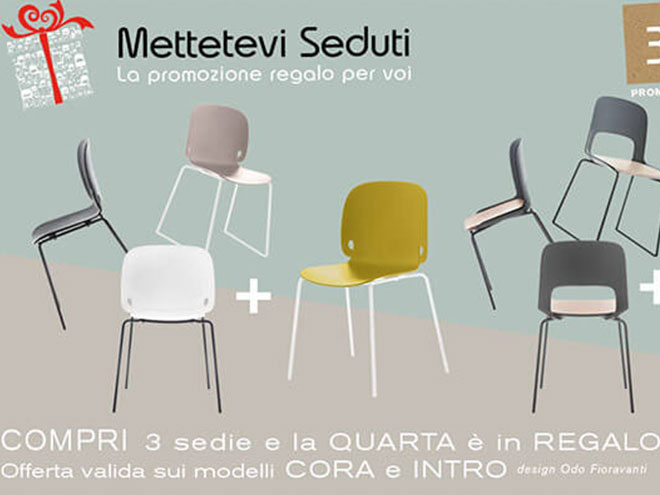 Mettetevi Seduti
La promozione regalo per voi
3
PROM
COMPRI 3 sedie e la QUARTA è in REGALO
Offerta valida sui modelli CORA e INTRO design Odo Fioravanti